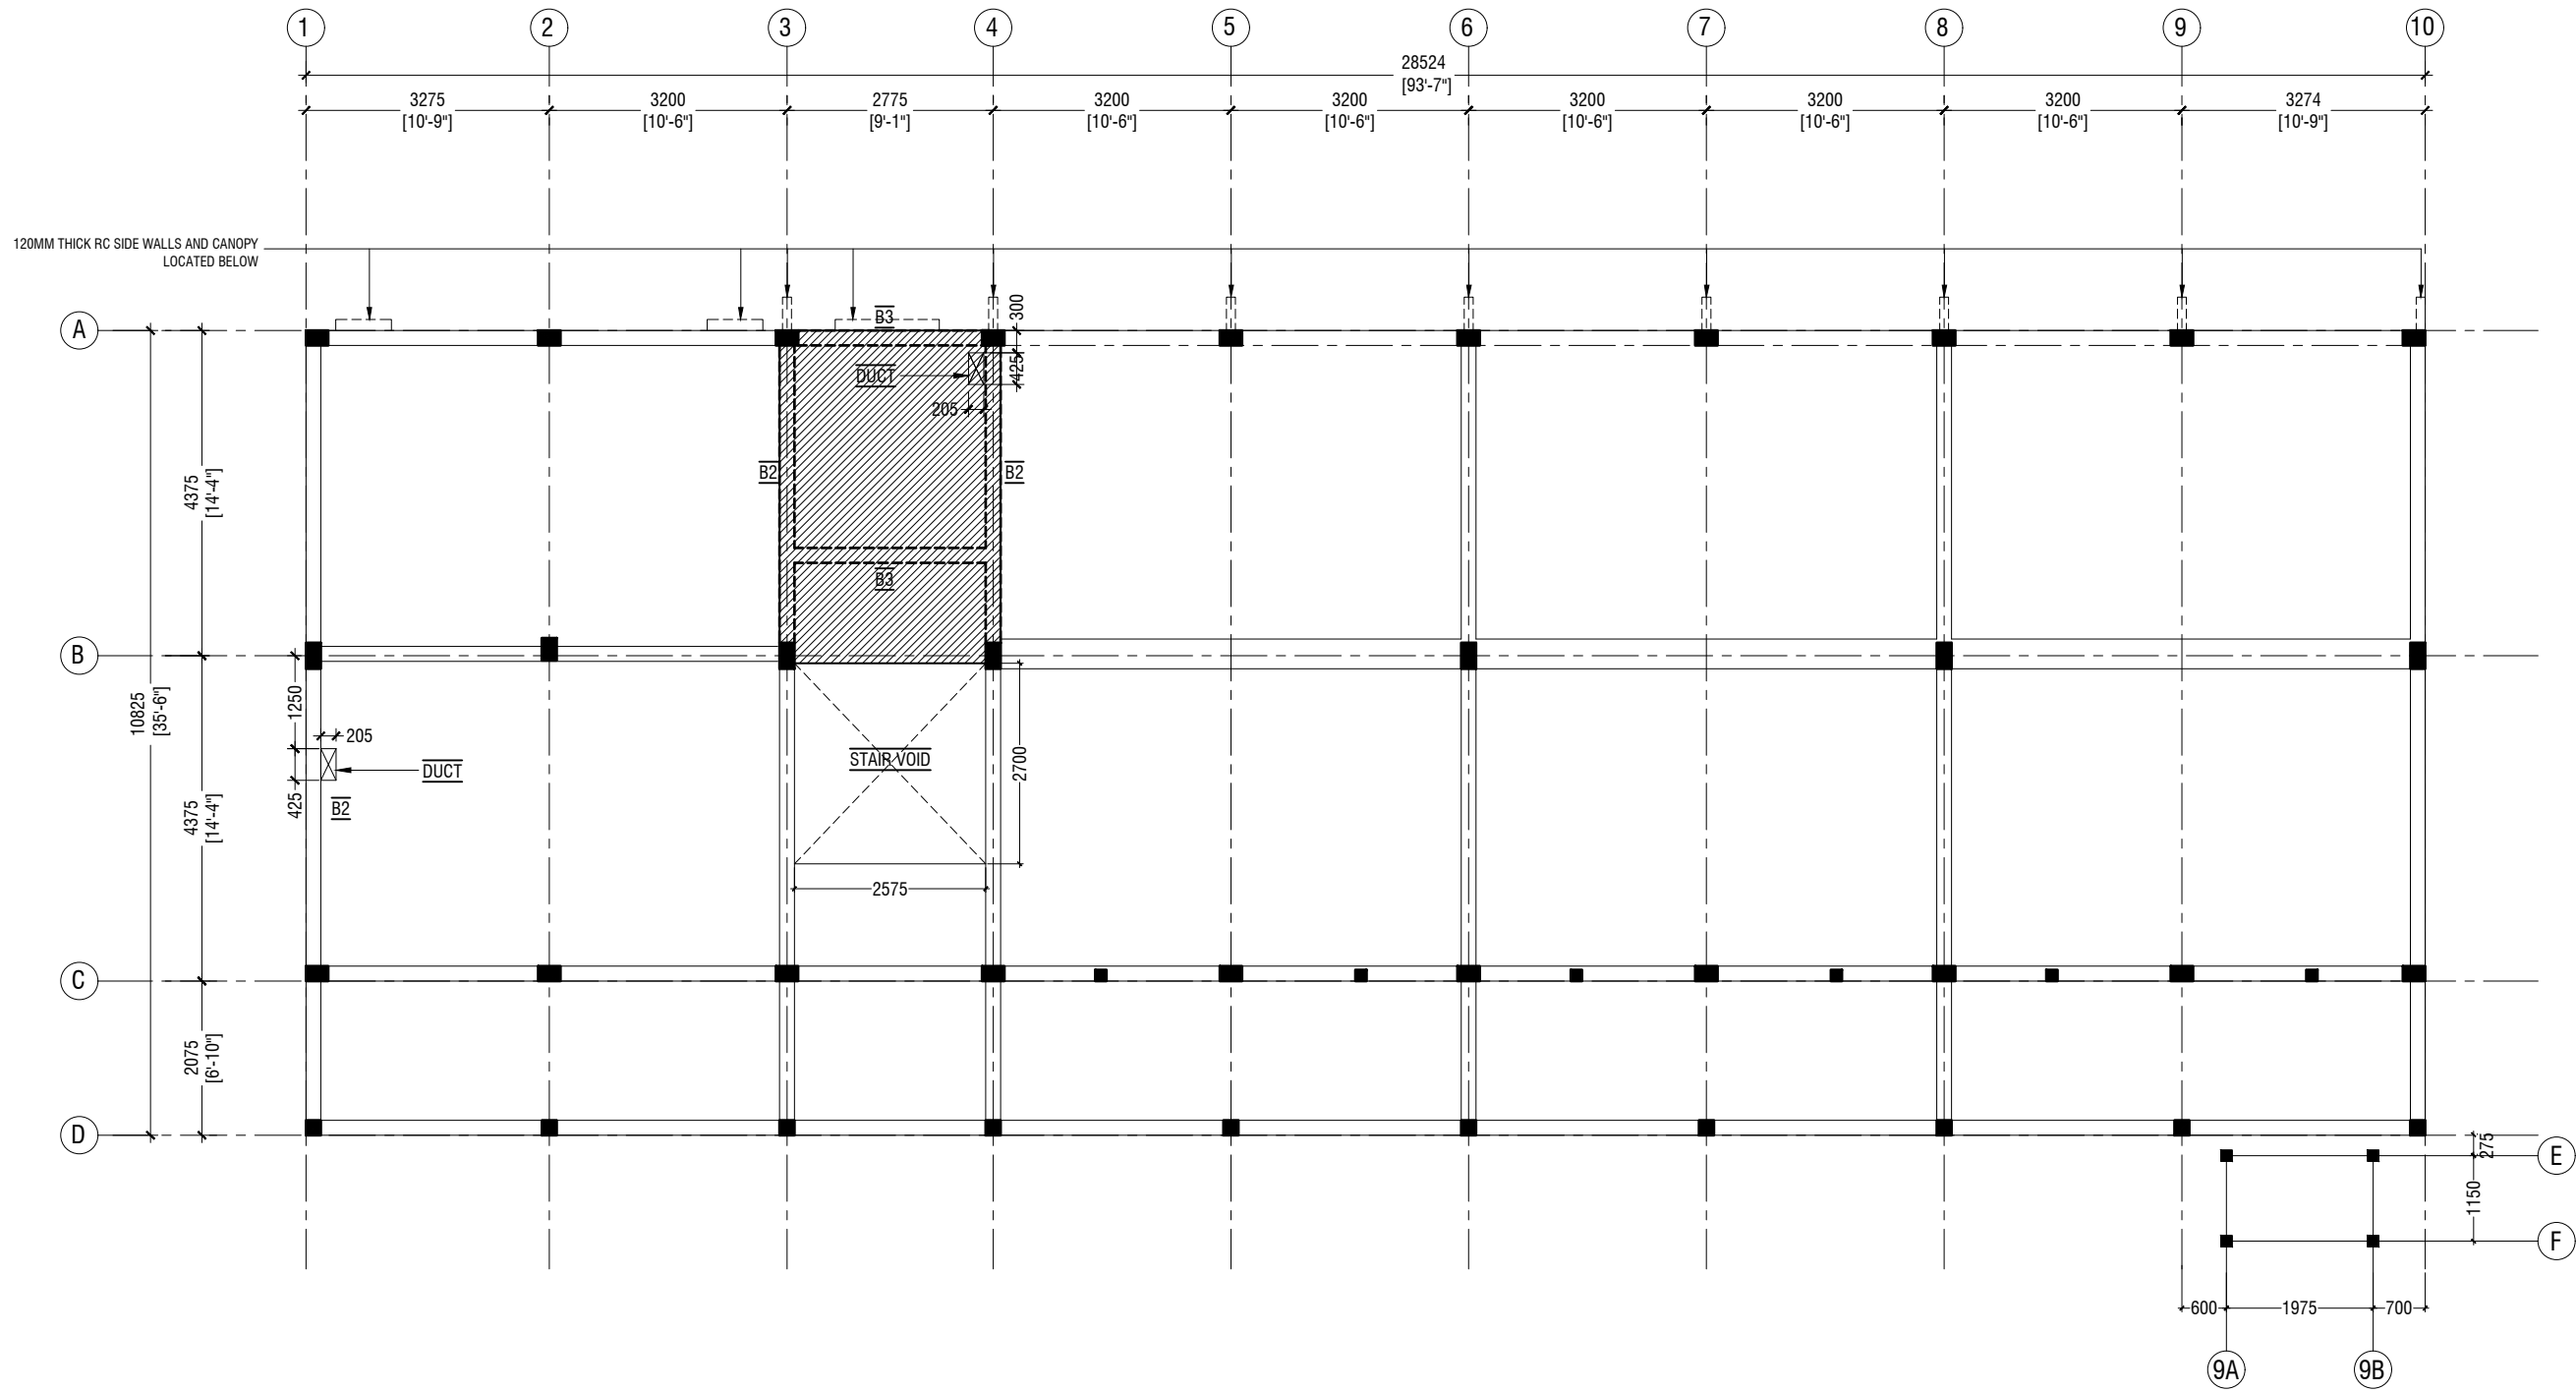 1 2 3 4 5 6 7 8 9 10
28524
[93'-7"]
3275 3200 2775 3200 3200 3200 3200 3200 3274
[10'-9"] [10'-6"] [9'-1"] [10'-6"] [10'-6"] [10'-6"] [10'-6"] [10'-6"] [10'-9"]
120MM THICK RC SIDE WALLS AND CANOPY
LOCATED BELOW
A
B3
300
DUCT
425
205
4375
[14'-4"]
B2
B2
B3
B
10825
[35'-6"]
1250
205
DUCT
425
B2
4375
[14'-4"]
STAIR VOID
2700
2575
C
2075
[6'-10"]
D
275
E
1150
F
600 1975 700
9A 9B